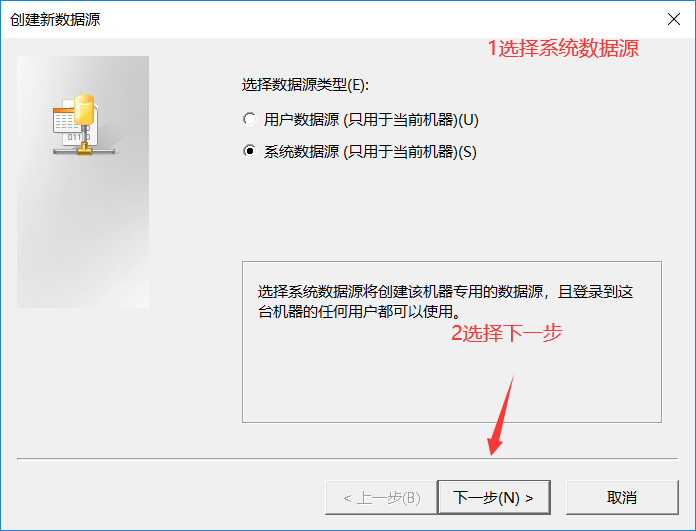 创建新数据源
1选择系统数据源
选择数据源类型(E):
用户数据源 (只用于当前机器)(U)
系统数据源 (只用于当前机器)(S)
选择系统数据源将创建该机器专用的数据源，且登录到这
台机器的任何用户都可以使用。
2选择下一步
< 上一步(B)
下一步(N) >
取消